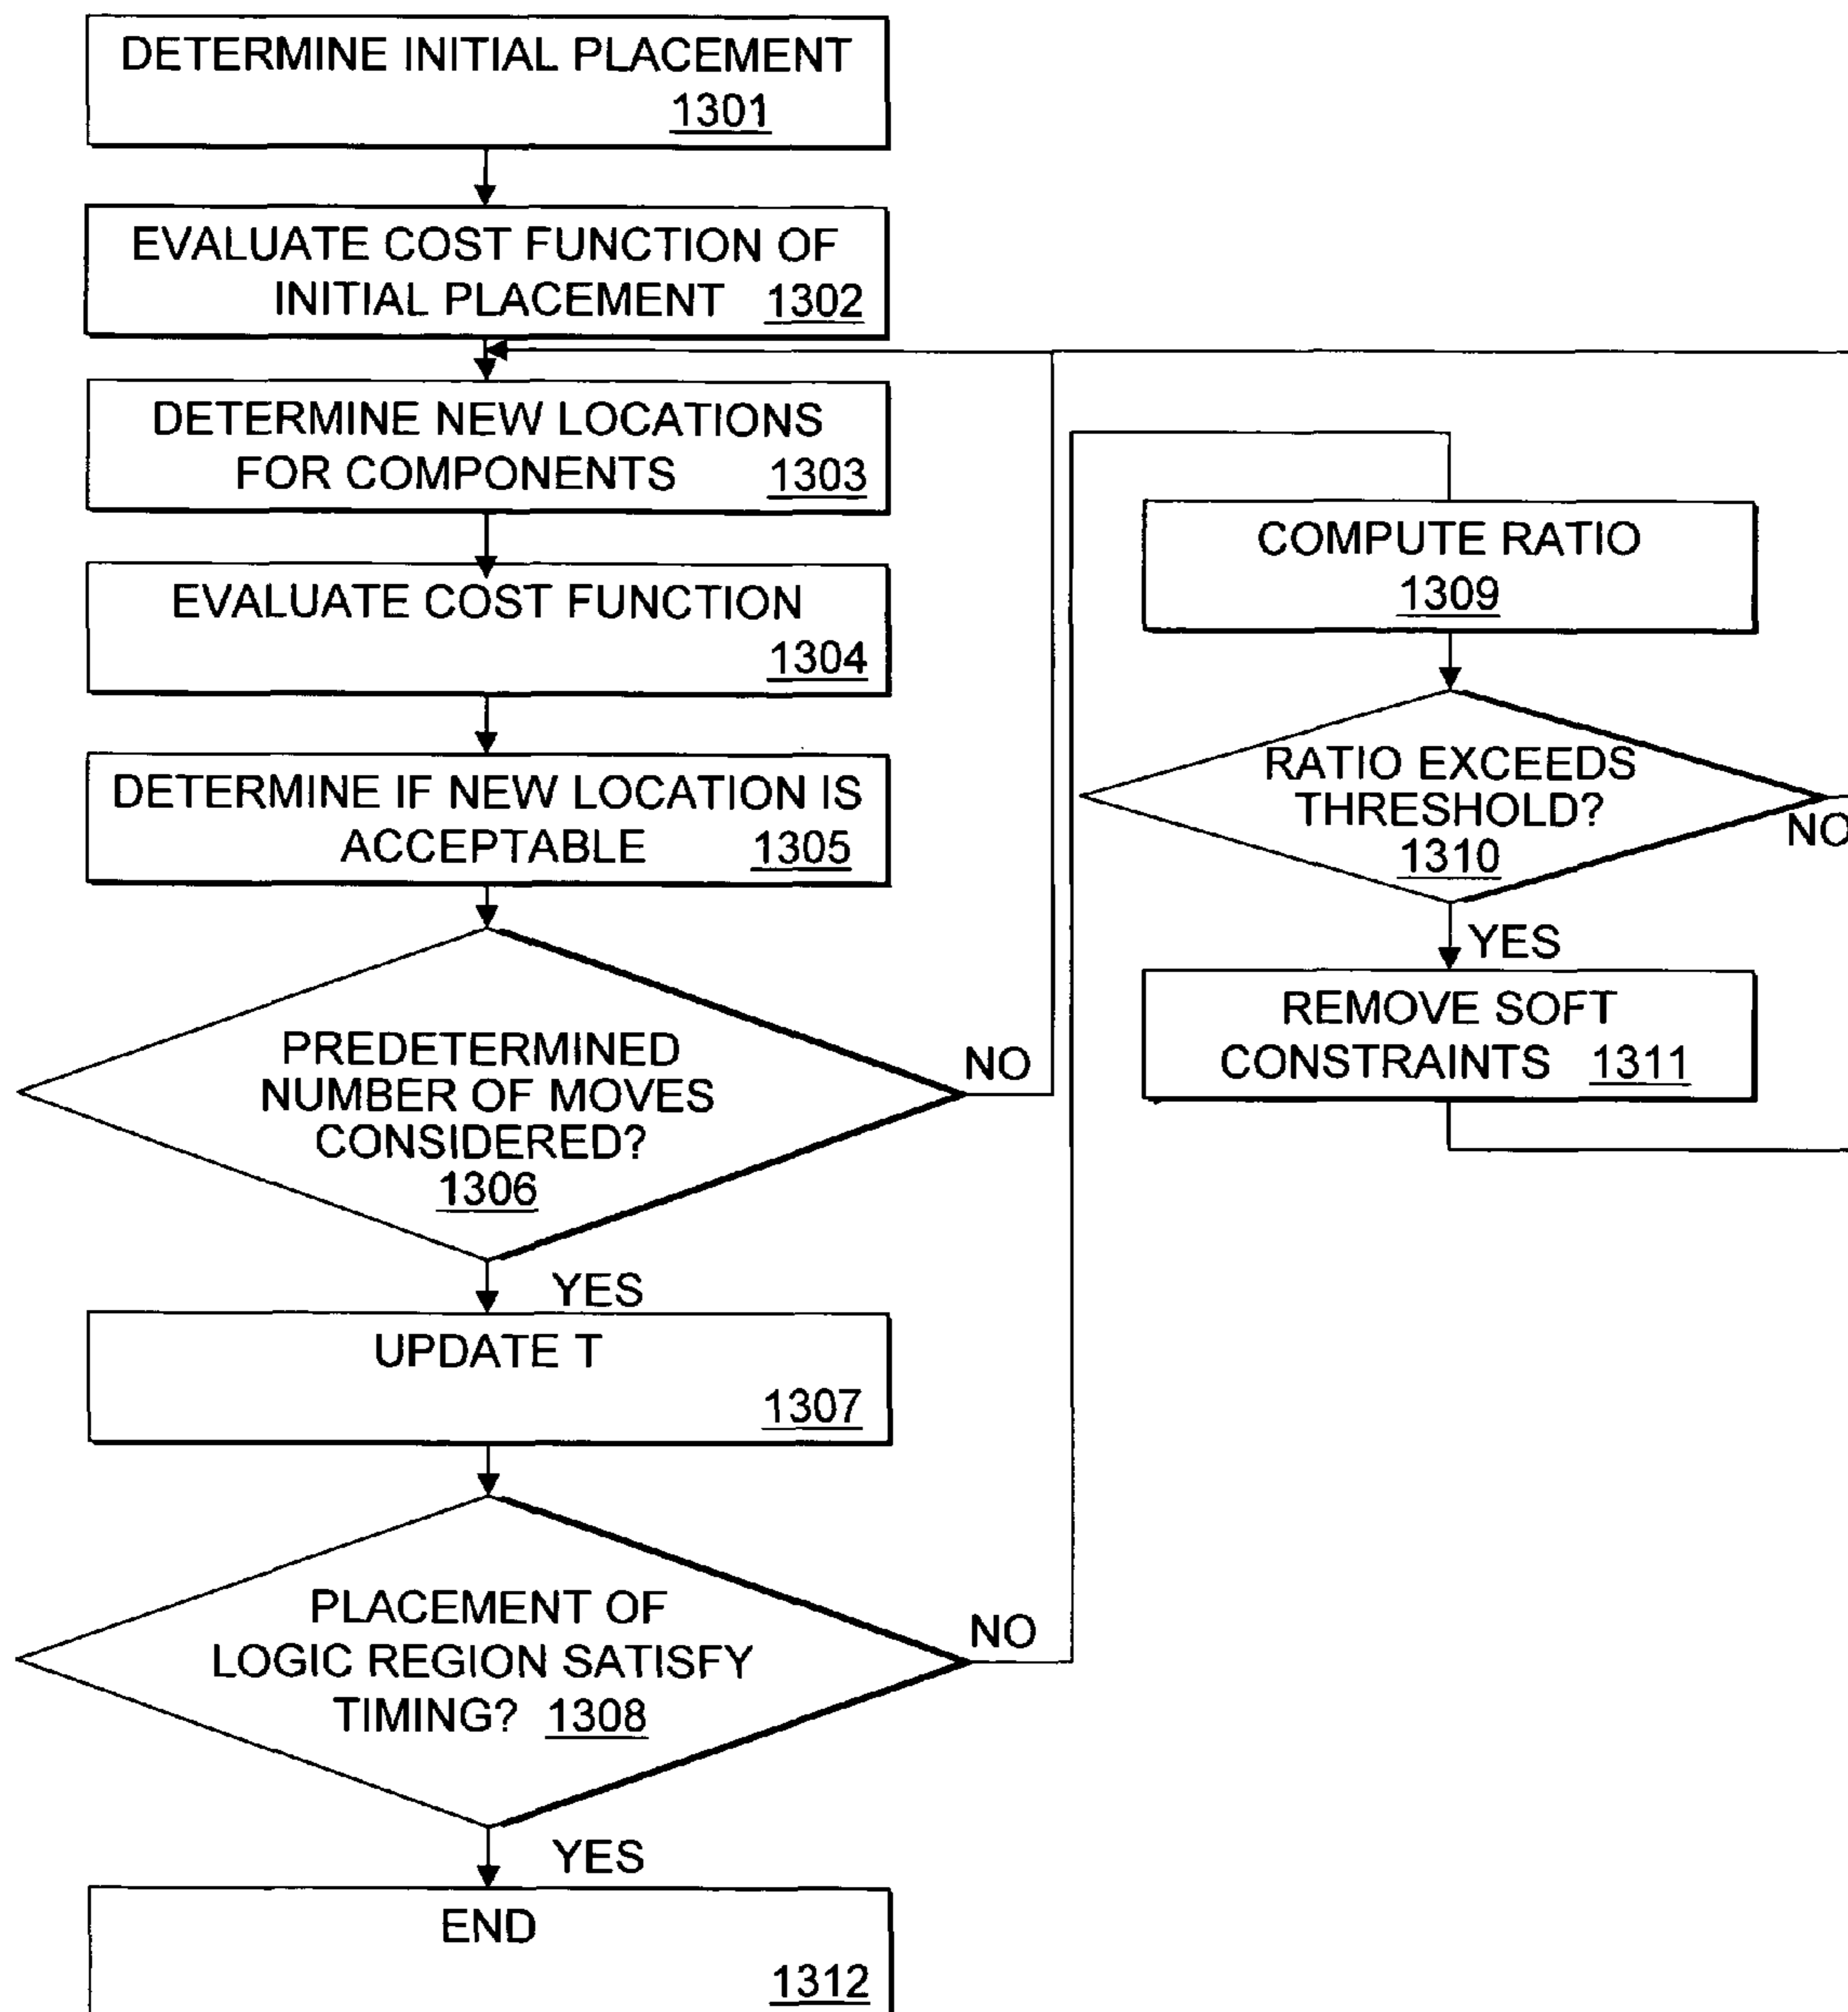 DETERMINE INITIAL PLACEMENT
1301
EVALUATE COST FUNCTION OF
INITIAL PLACEMENT 1302
DETERMINE NEW LOCATIONS
FOR COMPONENTS 1303
EVALUATE COST FUNCTION
1304
DETERMINE IF NEW LOCATION IS
ACCEPTABLE 1305
PREDETERMINED
NUMBER OF MOVES
CONSIDERED?
1306
NO
YES
UPDATE T
1307
PLACEMENT OF
LOGIC REGION SATISFY
TIMING? 1308
NO
YES
END
1312
COMPUTE RATIO
1309
RATIO EXCEEDS
THRESHOLD?
1310
NO
YES
REMOVE SOFT
CONSTRAINTS 1311